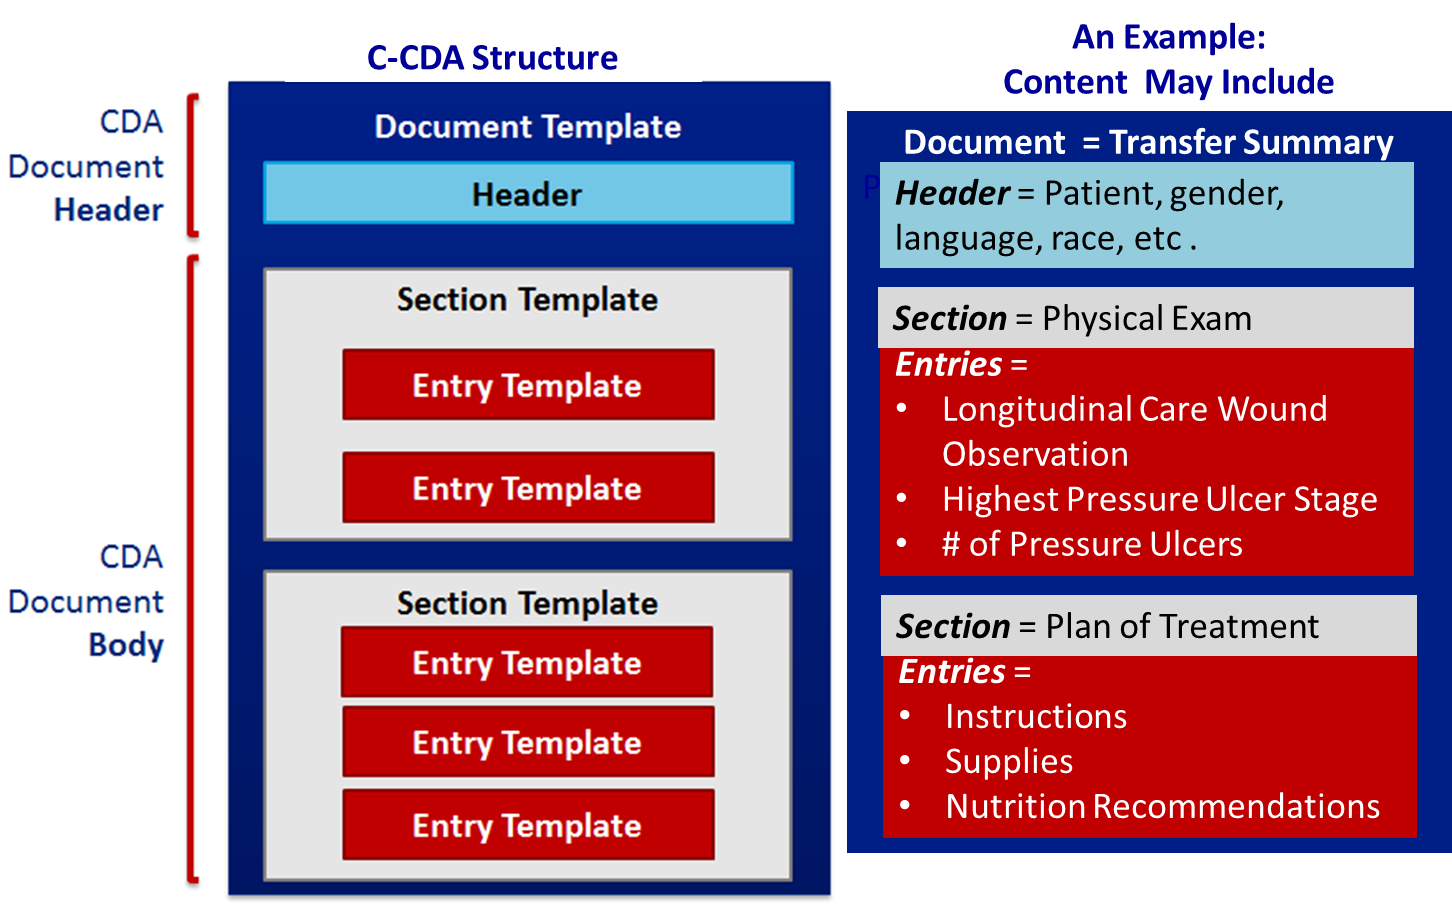 C-CDA Structure
CDA
Document
Header
Document Template
Header
Section Template
Entry Template
Entry Template
CDA
Document
Body
Section Template
Entry Template
Entry Template
Entry Template
An Example:
Content May Include
Document = Transfer Summary
P
Header = Patient, gender,
language, race, etc .
Section = Physical Exam
Entries =
• Longitudinal Care Wound
Observation
• Highest Pressure Ulcer Stage
• # of Pressure Ulcers
Section = Plan of Treatment
Entries =
• Instructions
• Supplies
• Nutrition Recommendations